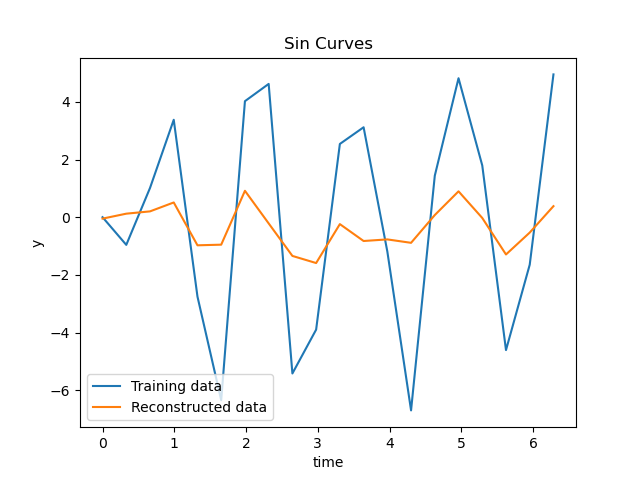 Sin Curves
4
2
0
−2
−4
−6
y
Training data
Reconstructed data
0 1 2 3 4 5 6
time